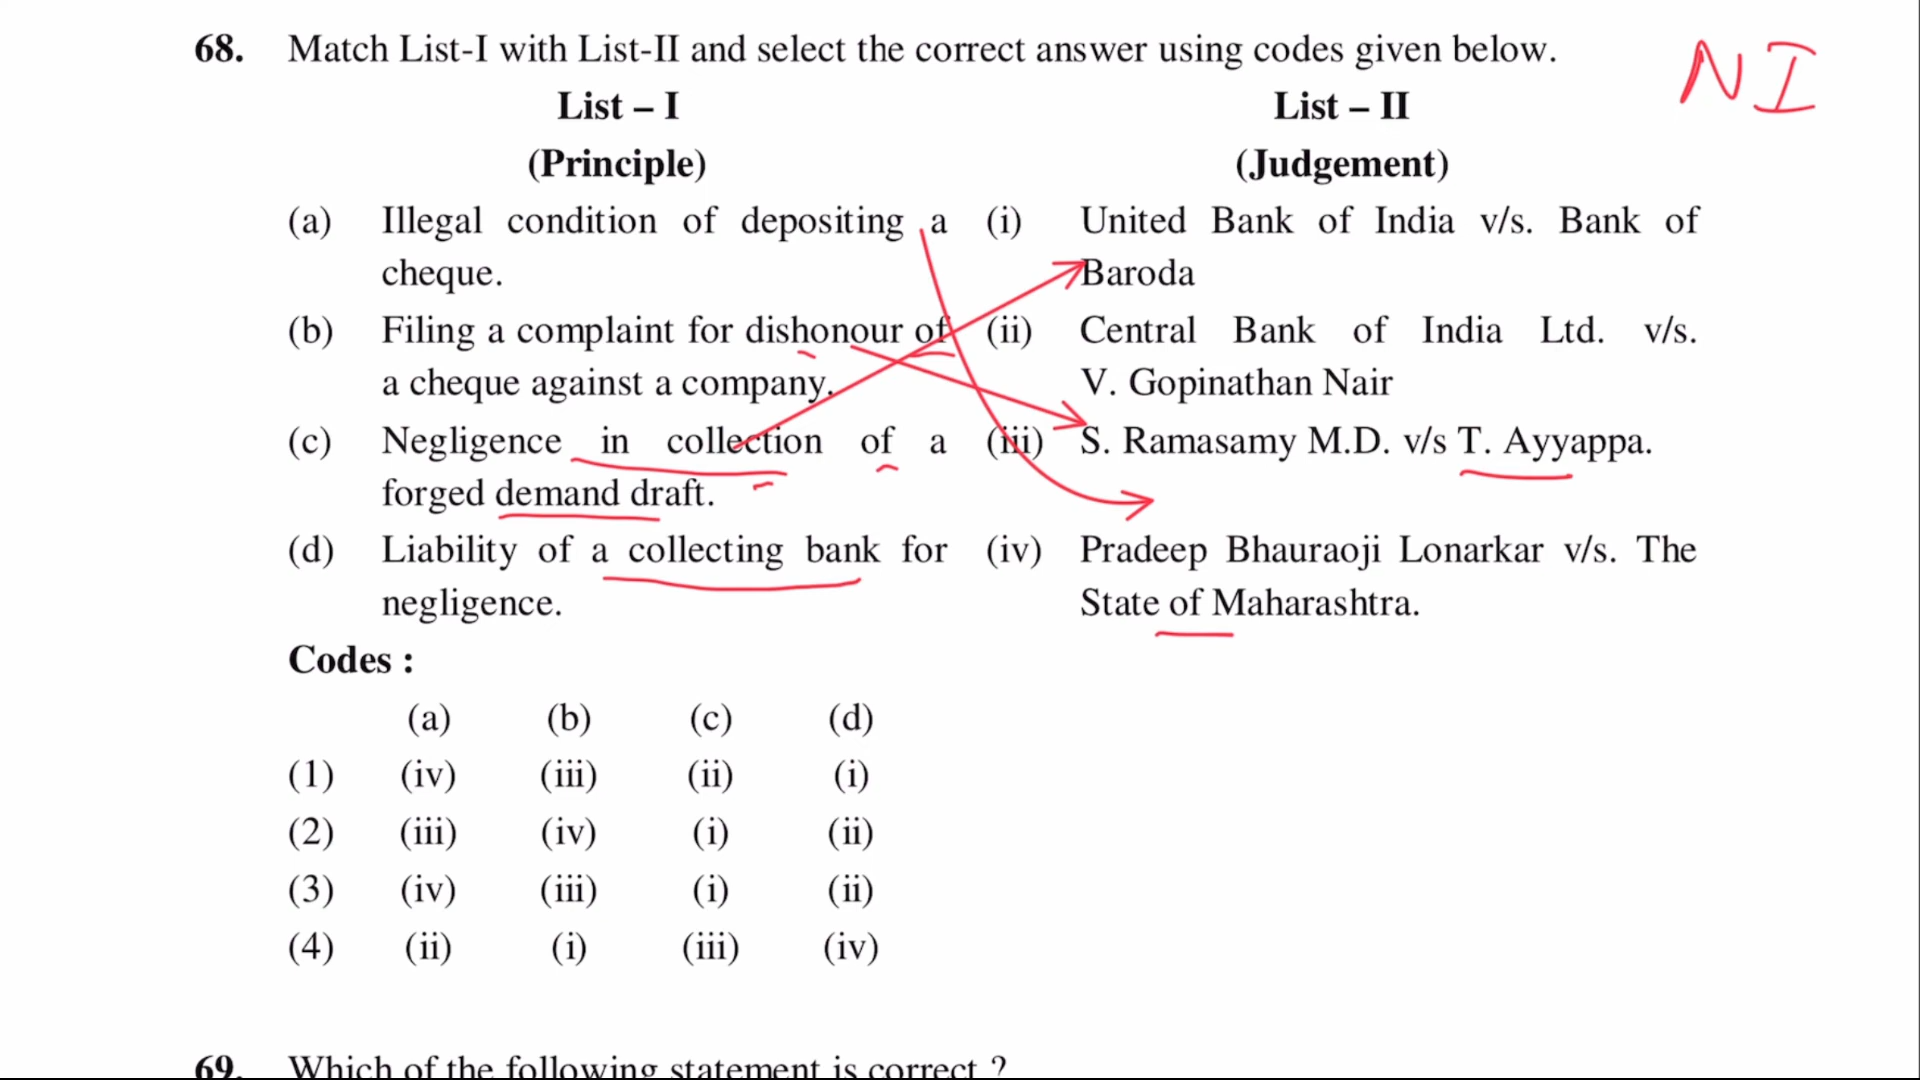 68. Match List-I with List-II and select the correct answer using codes given below.
NI
List – I List – II
(Principle) (Judgement)
(a) Illegal condition of depositing a cheque. (i) United Bank of India v/s. Bank of Baroda
(b) Filing a complaint for dishonour of a cheque against a company. (ii) Central Bank of India Ltd. v/s. V. Gopinathan Nair
(c) Negligence in collection of a forged demand draft. (iii) S. Ramasamy M.D. v/s T. Ayyappa.
(d) Liability of a collecting bank for negligence. (iv) Pradeep Bhauraoji Lonarkar v/s. The State of Maharashtra.
Codes :
(a) (b) (c) (d)
(1) (iv) (iii) (ii) (i)
(2) (iii) (iv) (i) (ii)
(3) (iv) (iii) (i) (ii)
(4) (ii) (i) (iii) (iv)
69. Which of the following statement is correct ?